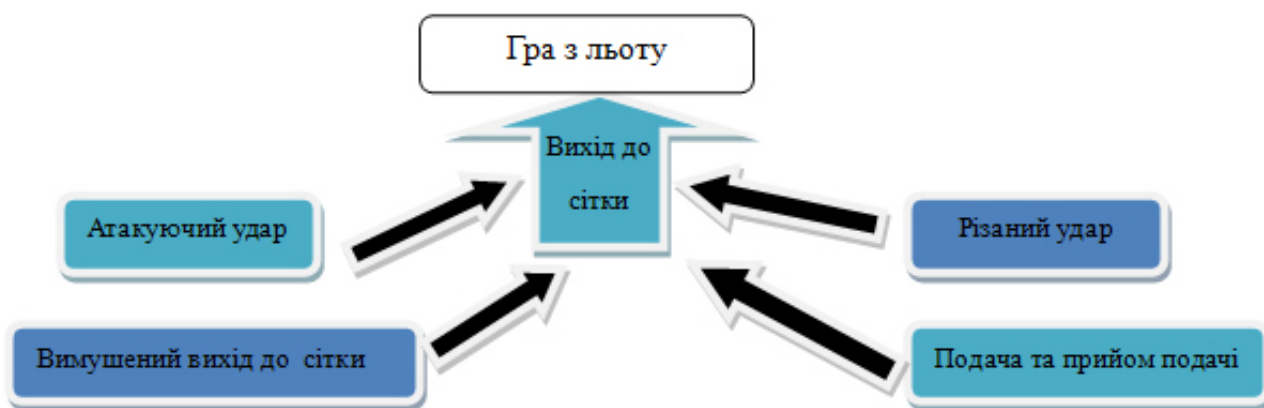 Гра з льоту
Вихід до
сітки
Атакуючий удар
Різаний удар
Вимушений вихід до сітки
Подача та прийом подачі